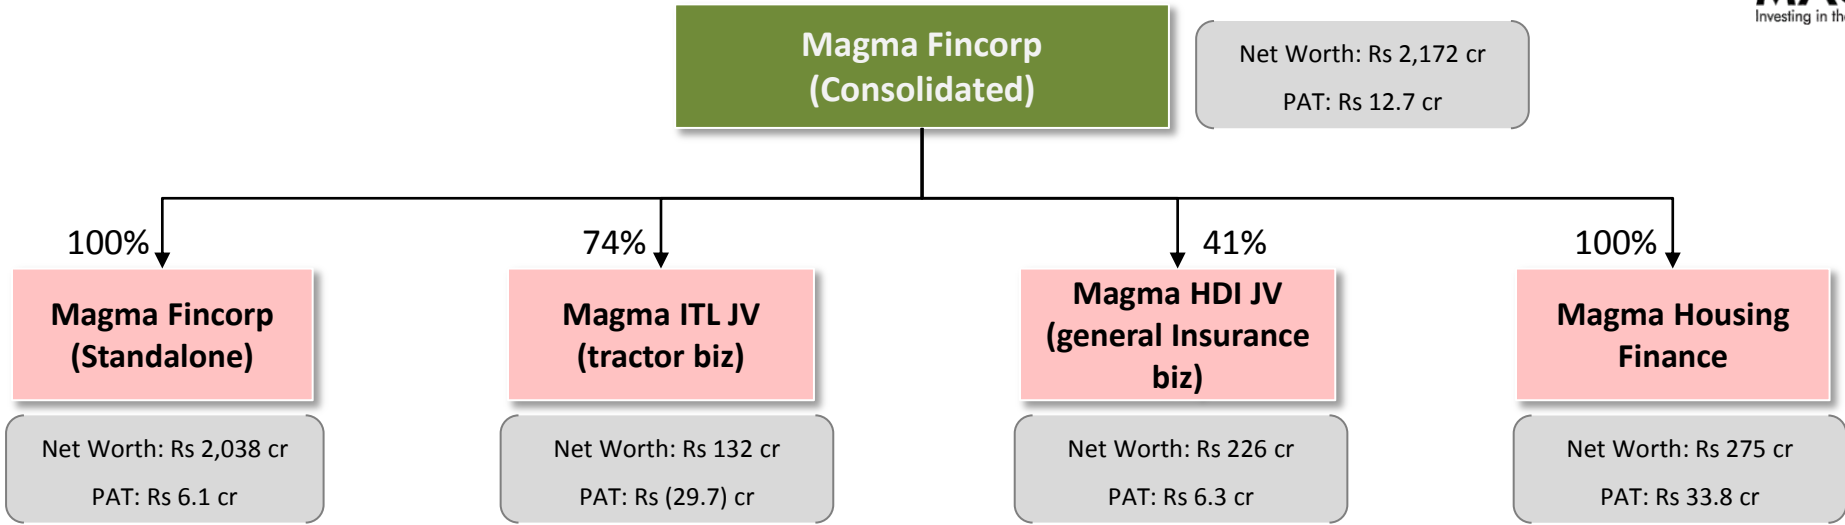 Investing in the
Magma Fincorp
(Consolidated)
Net Worth: Rs 2,172 cr
PAT: Rs 12.7 cr
100%
74%
41%
100%
Magma Fincorp
(Standalone)
Magma ITL JV
(tractor biz)
Magma HDI JV
(general Insurance
biz)
Magma Housing
Finance
Net Worth: Rs 2,038 cr
PAT: Rs 6.1 cr
Net Worth: Rs 132 cr
PAT: Rs (29.7) cr
Net Worth: Rs 226 cr
PAT: Rs 6.3 cr
Net Worth: Rs 275 cr
PAT: Rs 33.8 cr